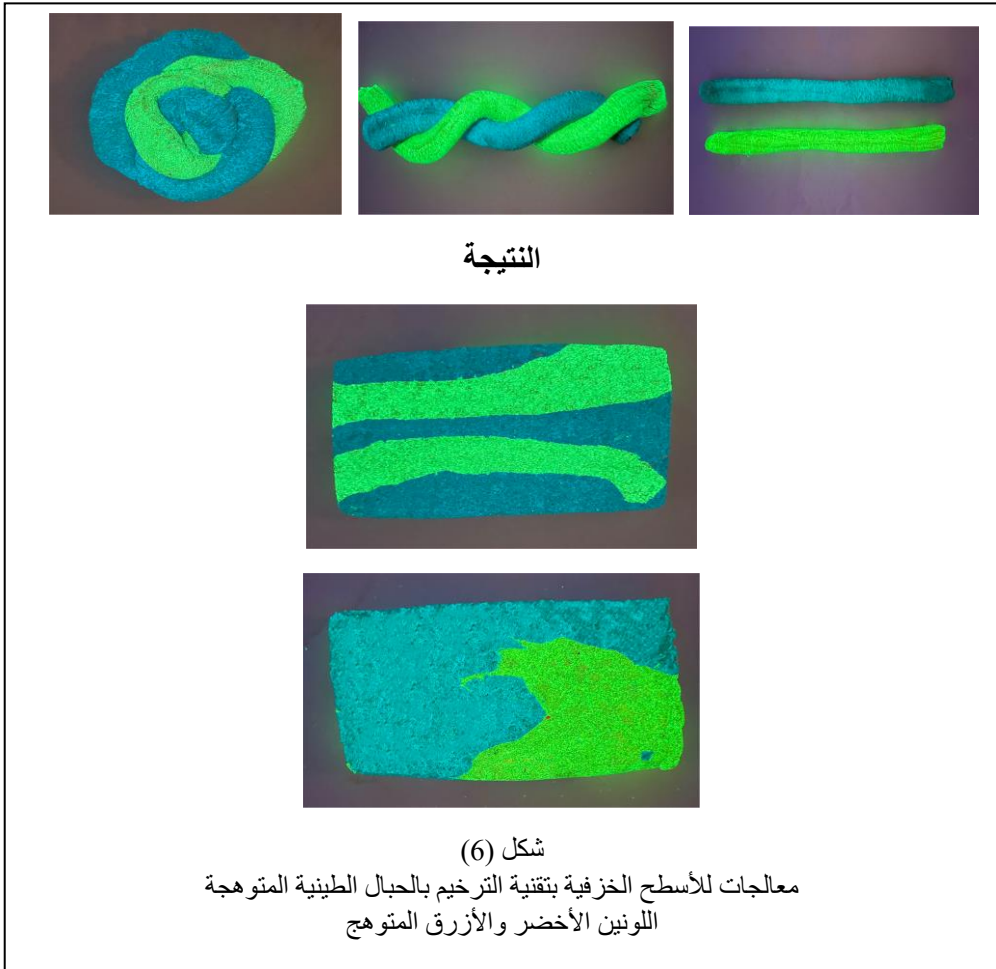 النتيجة
شكل (6)
معالجات للأسطح الخزفية بتقنية الترخيم بالحبال الطينية المتوهجة
اللونين الأخضر والأزرق المتوهج